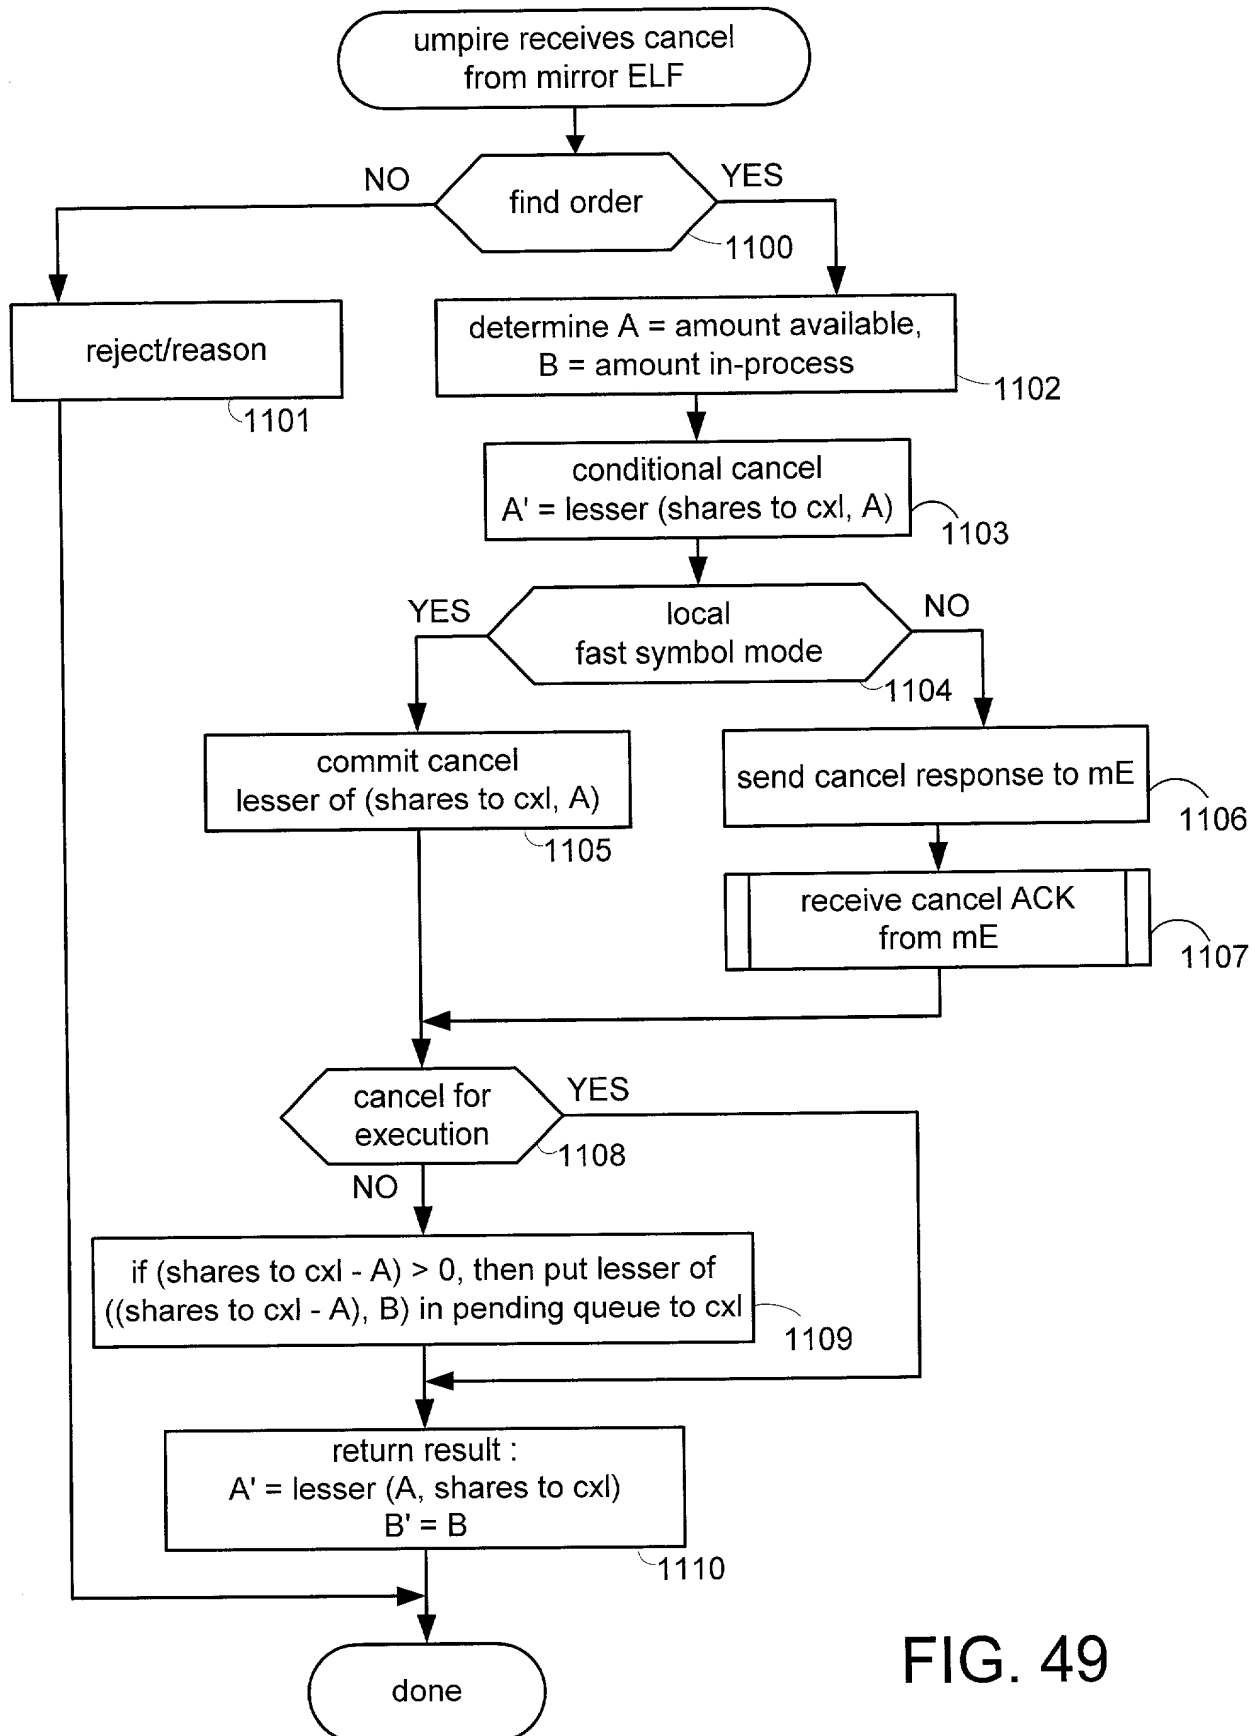 umpire receives cancel
from mirror ELF
NO
YES
find order
1100
reject/reason
1101
determine A = amount available,
B = amount in-process
1102
conditional cancel
A' = lesser (shares to cxl, A)
1103
YES
NO
local
fast symbol mode
1104
commit cancel
lesser of (shares to cxl, A)
1105
send cancel response to mE
1106
receive cancel ACK
from mE
1107
cancel for
execution
YES
1108
NO
if (shares to cxl - A) > 0, then put lesser of
((shares to cxl - A), B) in pending queue to cxl
1109
return result :
A' = lesser (A, shares to cxl)
B' = B
1110
done
FIG. 49